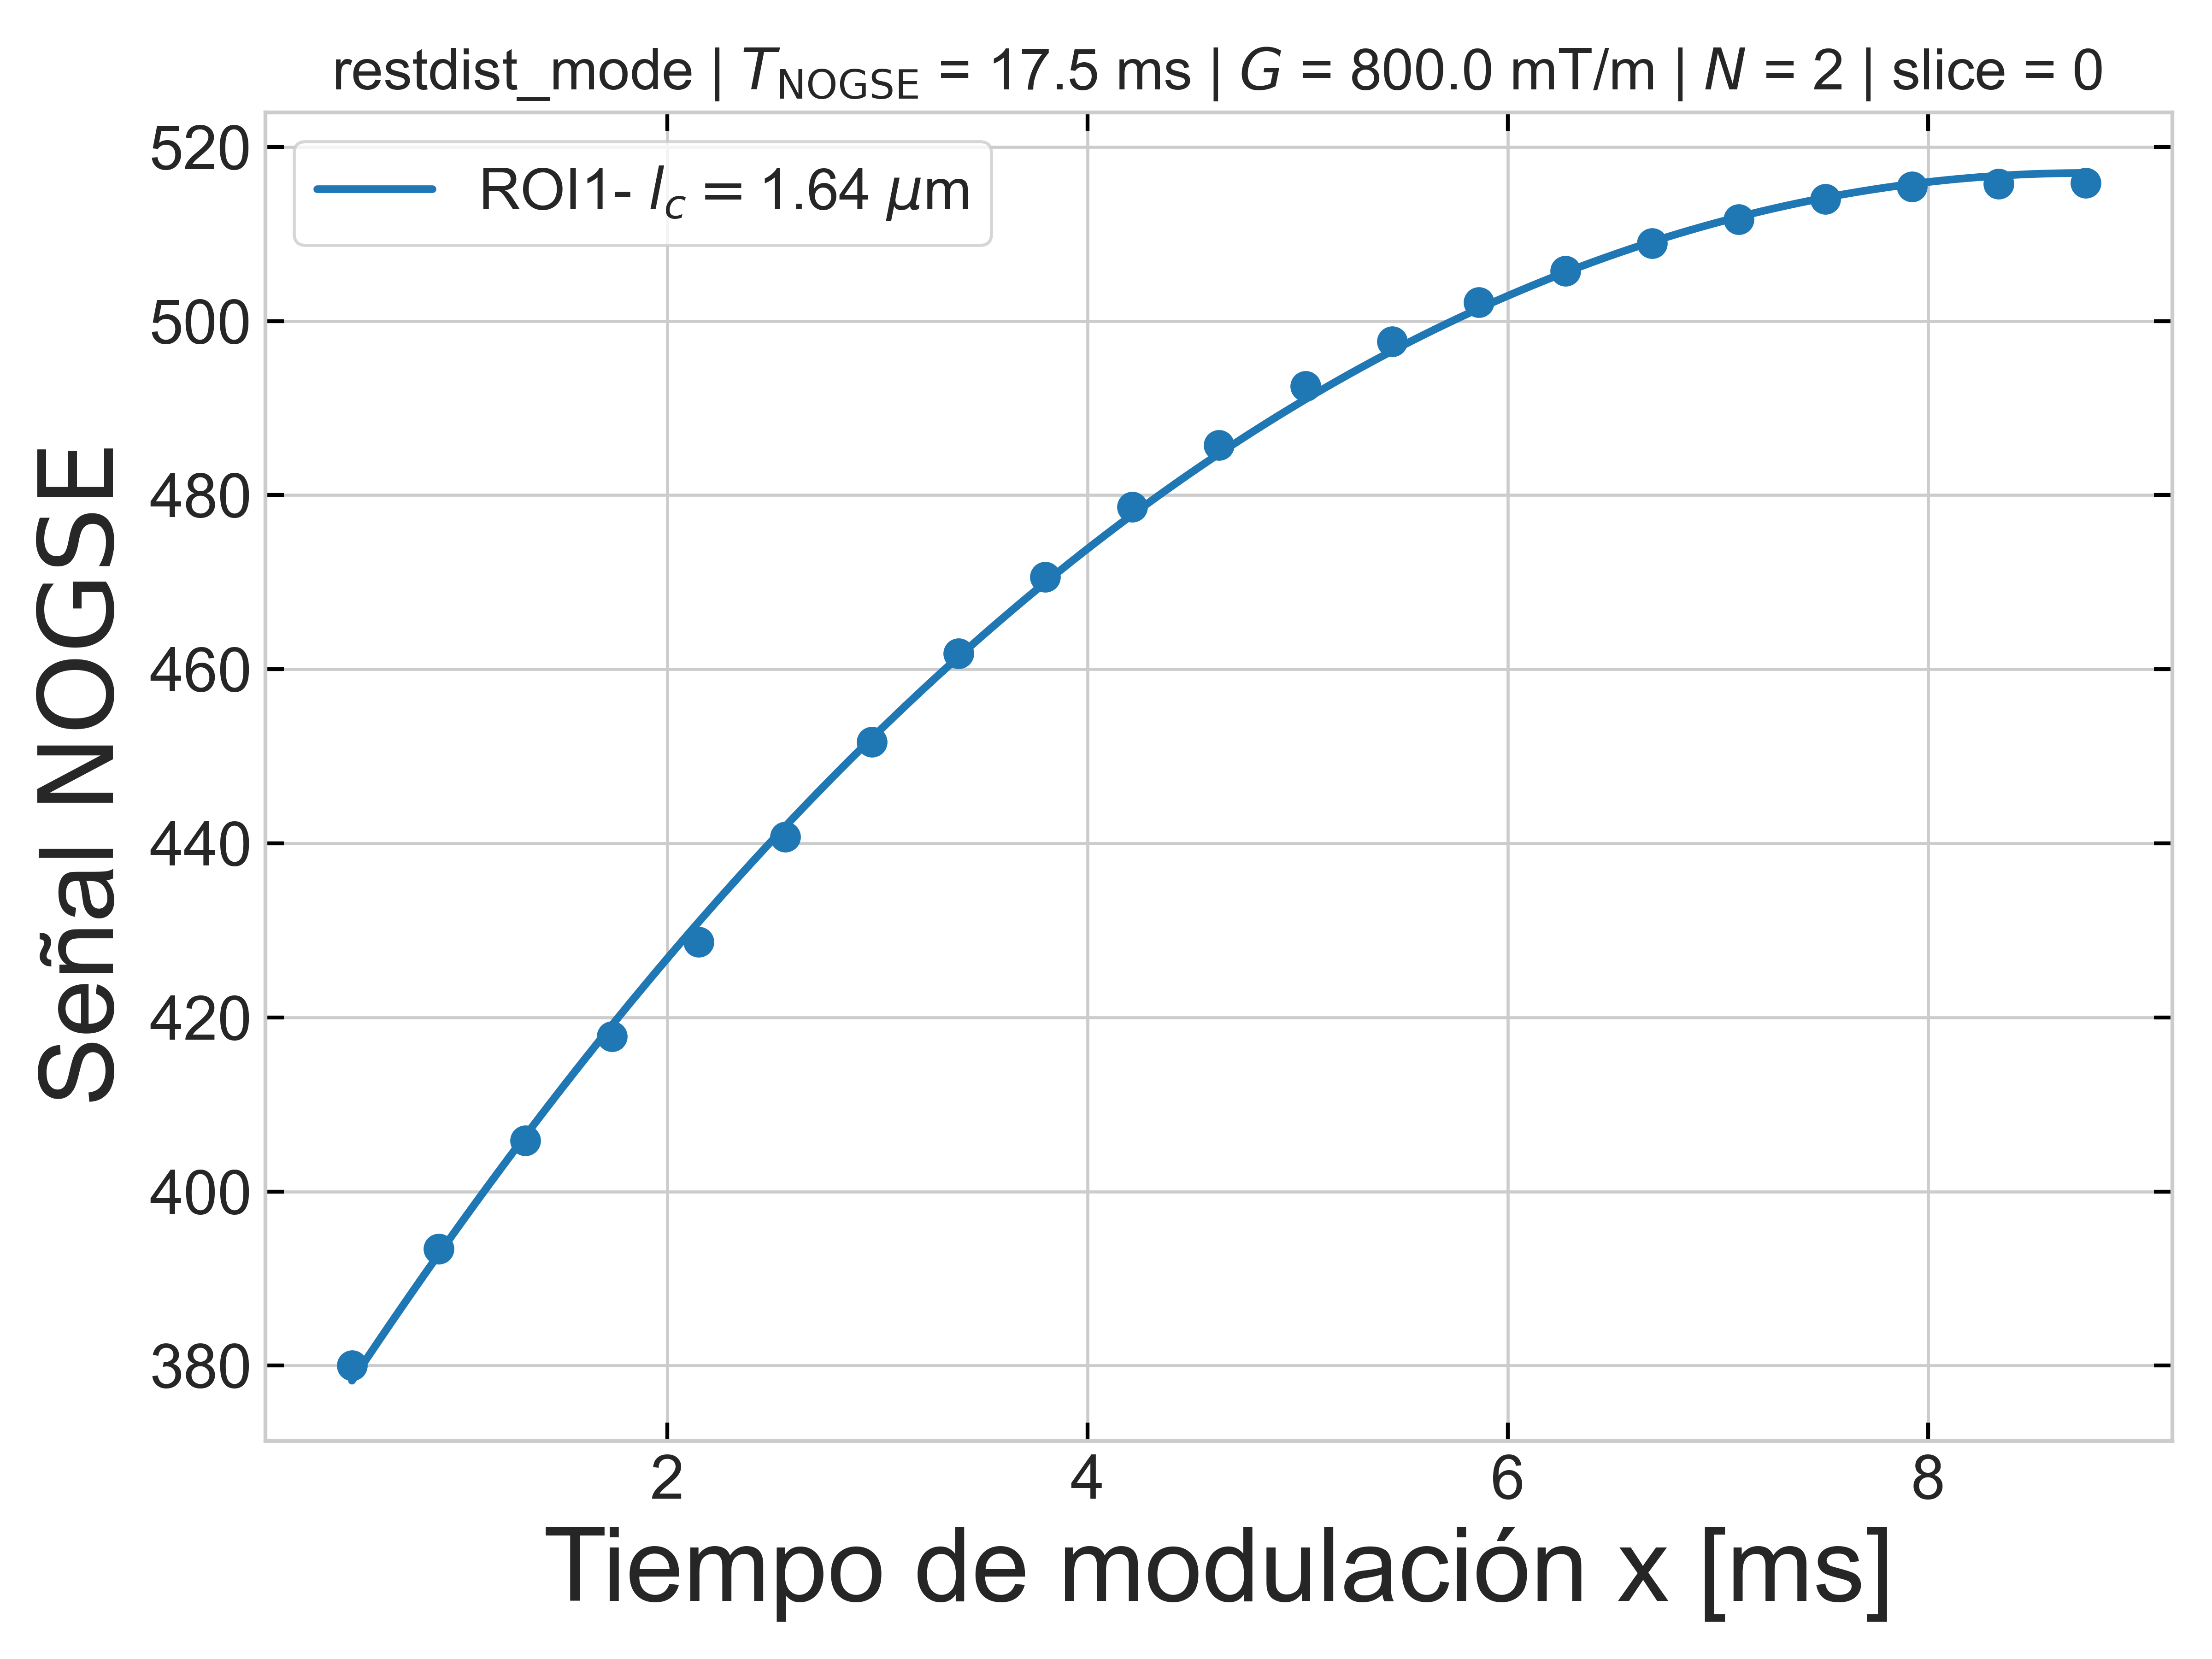 restdist_mode | T_NOGSE = 17.5 ms | G = 800.0 mT/m | N = 2 | slice = 0
ROI1- l_c = 1.64 μm
520
500
480
460
440
420
400
380
Señal NOGSE
2 4 6 8
Tiempo de modulación x [ms]